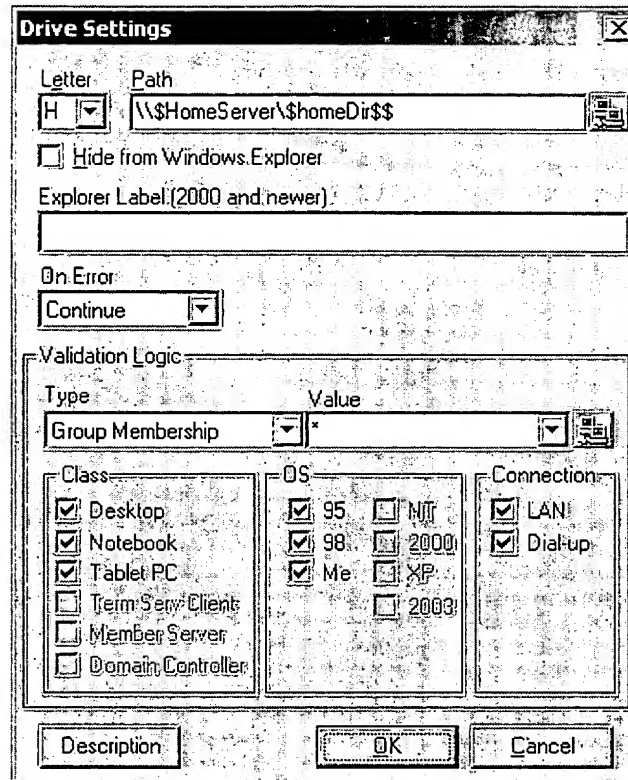 Drive Settings
Letter Path
H \\$HomeServer\$homeDir$$
Hide from Windows Explorer
Explorer Label (2000 and newer)
On Error
Continue
Validation Logic
Type Value
Group Membership *
Class OS Connection
Desktop 95 NT LAN
Notebook 98 2000 Dial-up
Tablet PC Me XP
Term Serv Client 2003
Member Server
Domain Controller
Description OK Cancel